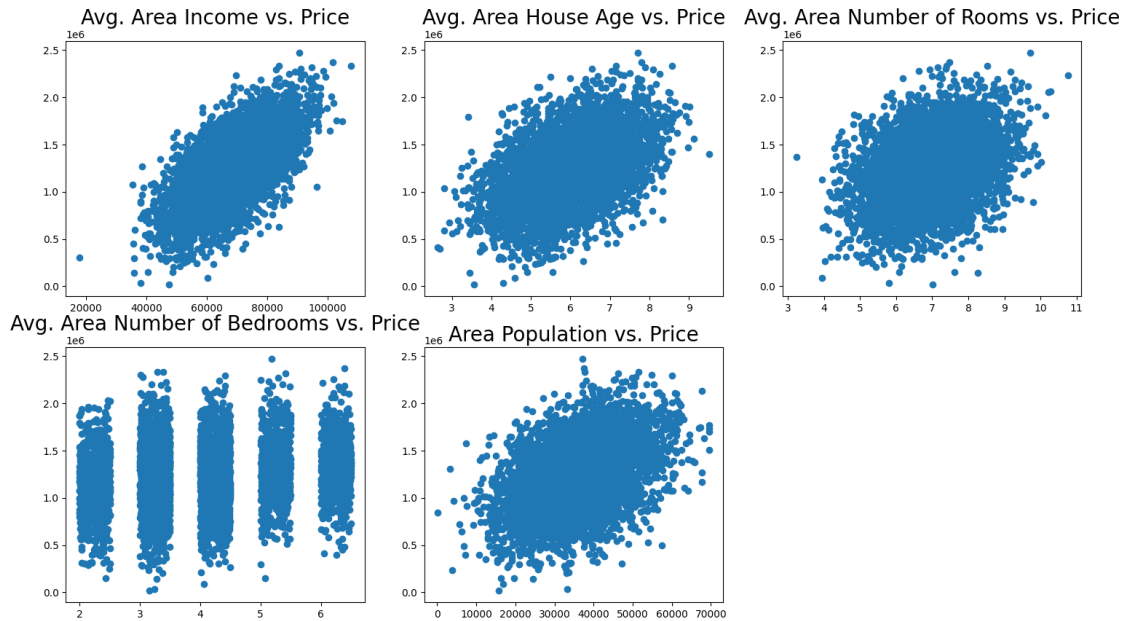 Avg. Area Income vs. Price
1e6
2.5
2.0
1.5
1.0
0.5
0.0
20000 40000 60000 80000 100000
Avg. Area House Age vs. Price
1e6
2.5
2.0
1.5
1.0
0.5
0.0
3 4 5 6 7 8 9
Avg. Area Number of Rooms vs. Price
1e6
2.5
2.0
1.5
1.0
0.5
0.0
3 4 5 6 7 8 9 10 11
Avg. Area Number of Bedrooms vs. Price
1e6
2.5
2.0
1.5
1.0
0.5
0.0
2 3 4 5 6
Area Population vs. Price
1e6
2.5
2.0
1.5
1.0
0.5
0.0
0 10000 20000 30000 40000 50000 60000 70000